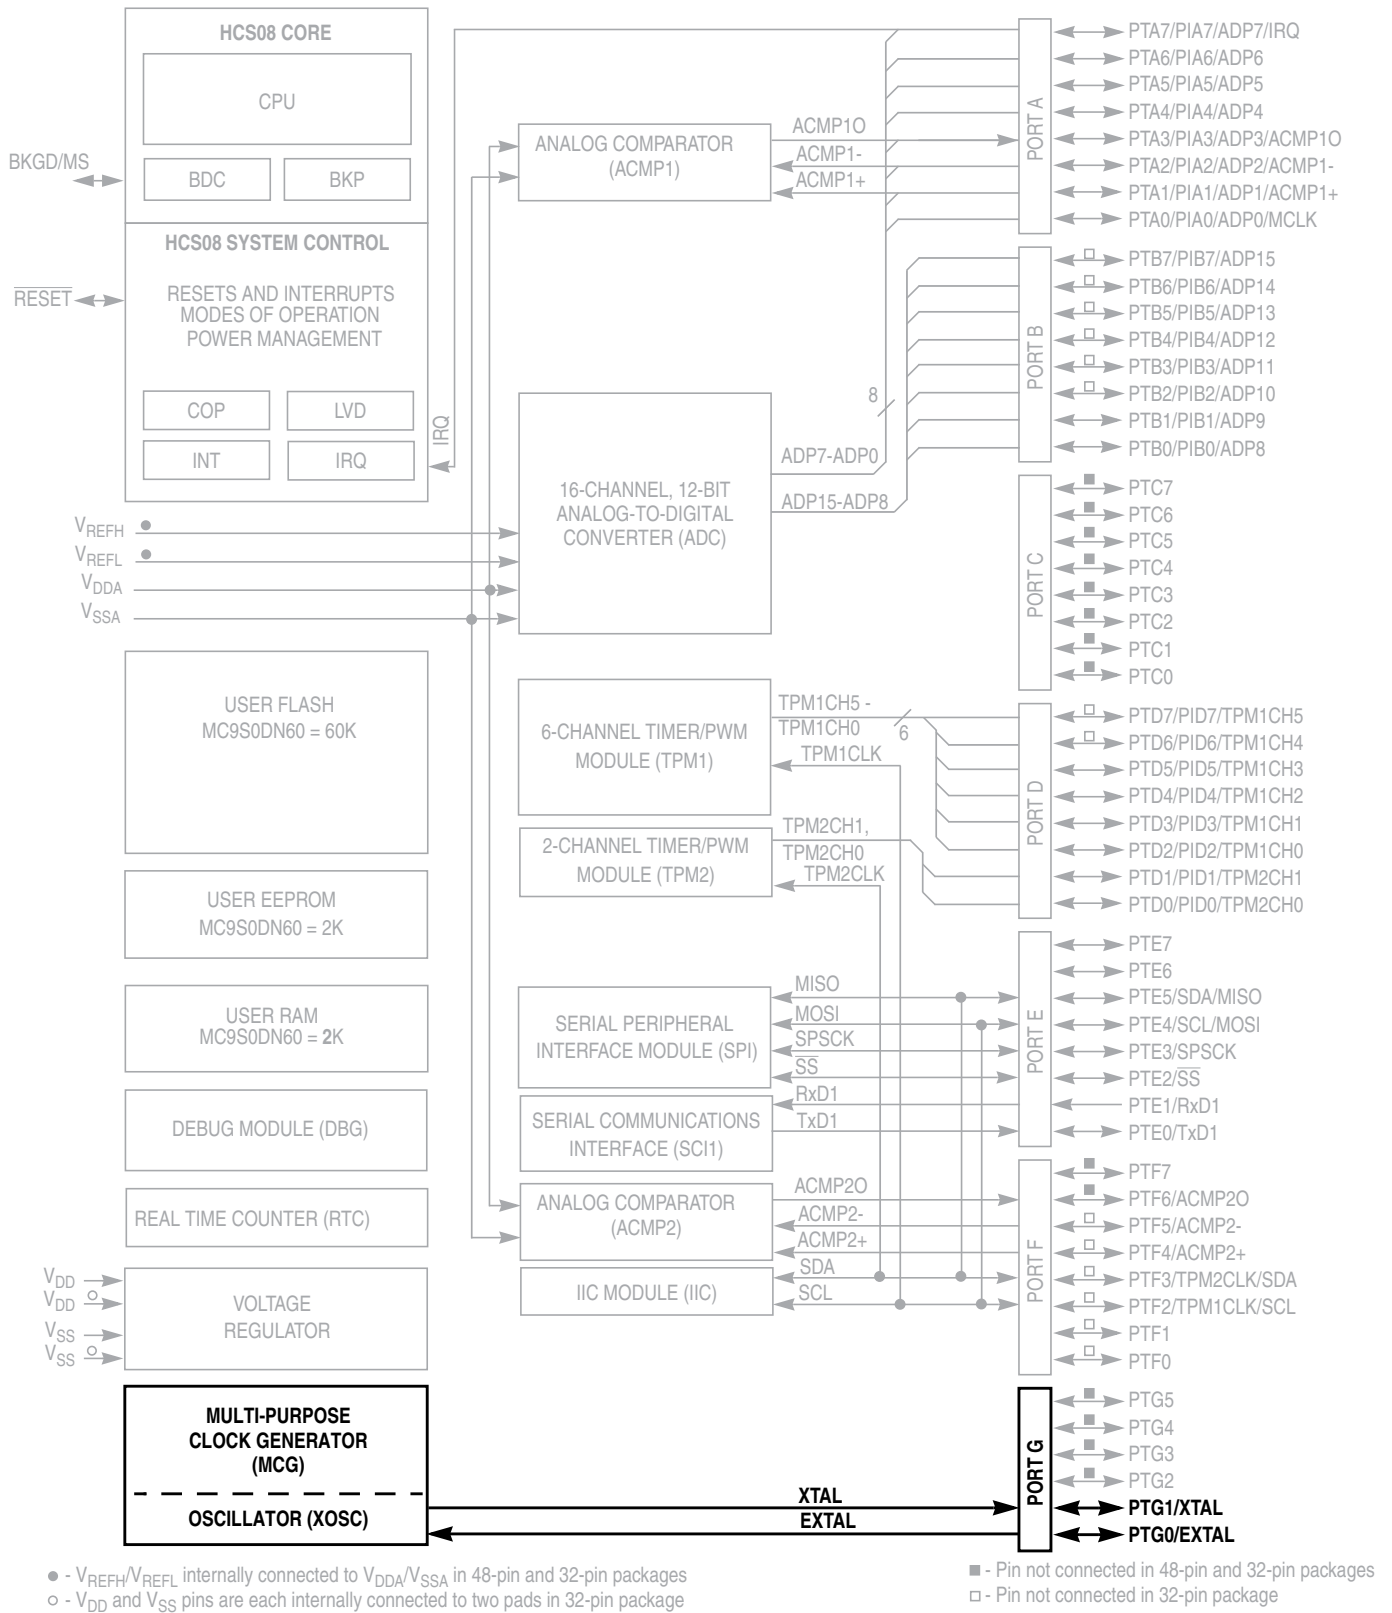 HCS08 CORE
CPU
BDC
BKP
BKGD/MS
HCS08 SYSTEM CONTROL
RESETS AND INTERRUPTS
MODES OF OPERATION
POWER MANAGEMENT
COP
LVD
INT
IRQ
RESET
IRQ
VREFH
VREFL
VDDA
VSSA
USER FLASH
MC9S0DN60 = 60K
USER EEPROM
MC9S0DN60 = 2K
USER RAM
MC9S0DN60 = 2K
DEBUG MODULE (DBG)
REAL TIME COUNTER (RTC)
VDD
VDD
VSS
VSS
VOLTAGE
REGULATOR
MULTI-PURPOSE
CLOCK GENERATOR
(MCG)
OSCILLATOR (XOSC)
ANALOG COMPARATOR
(ACMP1)
ACMP1O
ACMP1-
ACMP1+
16-CHANNEL, 12-BIT
ANALOG-TO-DIGITAL
CONVERTER (ADC)
8
ADP7-ADP0
ADP15-ADP8
6-CHANNEL TIMER/PWM
MODULE (TPM1)
TPM1CH5 -
TPM1CH0
6
TPM1CLK
2-CHANNEL TIMER/PWM
MODULE (TPM2)
TPM2CH1,
TPM2CH0
TPM2CLK
SERIAL PERIPHERAL
INTERFACE MODULE (SPI)
MISO
MOSI
SPSCK
SS
SERIAL COMMUNICATIONS
INTERFACE (SCI1)
RxD1
TxD1
ANALOG COMPARATOR
(ACMP2)
ACMP2O
ACMP2-
ACMP2+
IIC MODULE (IIC)
SDA
SCL
XTAL
EXTAL
PORT A
PTA7/PIA7/ADP7/IRQ
PTA6/PIA6/ADP6
PTA5/PIA5/ADP5
PTA4/PIA4/ADP4
PTA3/PIA3/ADP3/ACMP1O
PTA2/PIA2/ADP2/ACMP1-
PTA1/PIA1/ADP1/ACMP1+
PTA0/PIA0/ADP0/MCLK
PORT B
PTB7/PIB7/ADP15
PTB6/PIB6/ADP14
PTB5/PIB5/ADP13
PTB4/PIB4/ADP12
PTB3/PIB3/ADP11
PTB2/PIB2/ADP10
PTB1/PIB1/ADP9
PTB0/PIB0/ADP8
PORT C
PTC7
PTC6
PTC5
PTC4
PTC3
PTC2
PTC1
PTC0
PORT D
PTD7/PID7/TPM1CH5
PTD6/PID6/TPM1CH4
PTD5/PID5/TPM1CH3
PTD4/PID4/TPM1CH2
PTD3/PID3/TPM1CH1
PTD2/PID2/TPM1CH0
PTD1/PID1/TPM2CH1
PTD0/PID0/TPM2CH0
PORT E
PTE7
PTE6
PTE5/SDA/MISO
PTE4/SCL/MOSI
PTE3/SPSCK
PTE2/SS
PTE1/RxD1
PTE0/TxD1
PORT F
PTF7
PTF6/ACMP2O
PTF5/ACMP2-
PTF4/ACMP2+
PTF3/TPM2CLK/SDA
PTF2/TPM1CLK/SCL
PTF1
PTF0
PORT G
PTG5
PTG4
PTG3
PTG2
PTG1/XTAL
PTG0/EXTAL
● - VREFH/VREFL internally connected to VDDA/VSSA in 48-pin and 32-pin packages
○ - VDD and VSS pins are each internally connected to two pads in 32-pin package
■ - Pin not connected in 48-pin and 32-pin packages
□ - Pin not connected in 32-pin package